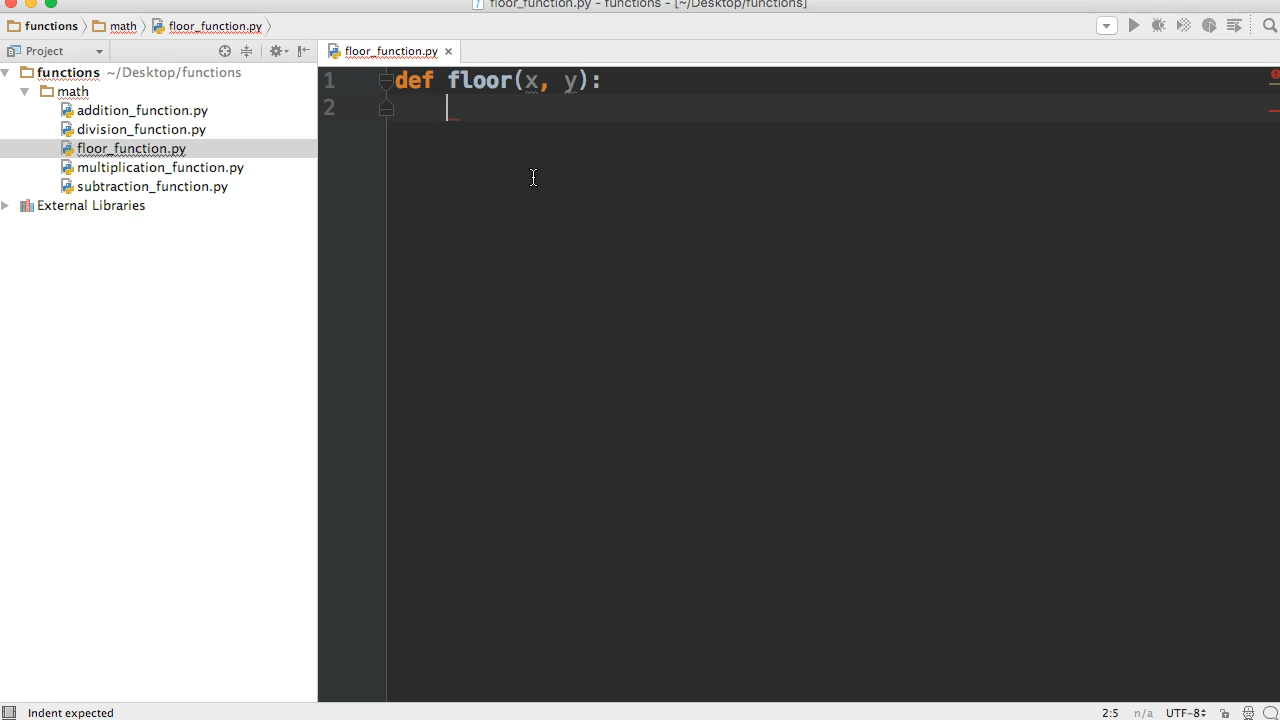 floor_function.py - functions - [~/Desktop/functions]
functions math floor_function.py
Project
floor_function.py
functions ~/Desktop/functions
math
addition_function.py
division_function.py
floor_function.py
multiplication_function.py
subtraction_function.py
External Libraries
1 def floor(x, y):
2
Indent expected 2:5 n/a UTF-8